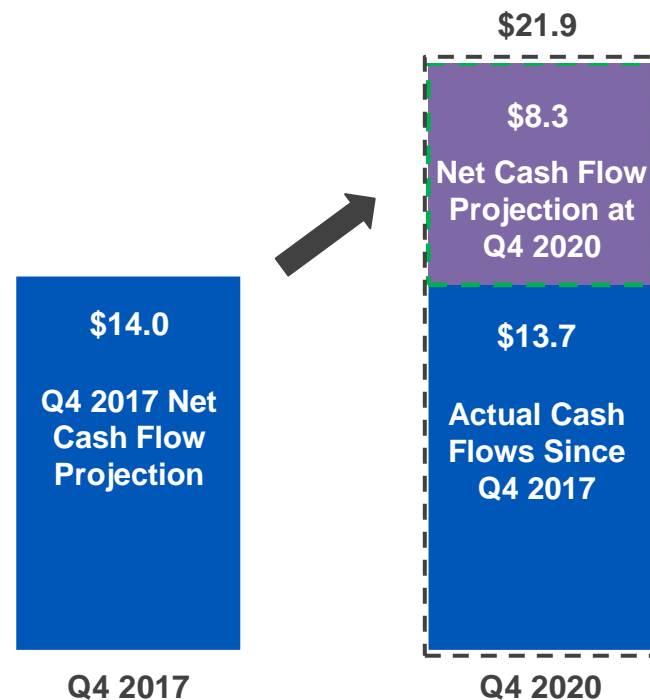 $21.9
$8.3
Net Cash Flow
Projection at
Q4 2020
$14.0
Q4 2017 Net
Cash Flow
Projection
$13.7
Actual Cash
Flows Since
Q4 2017
Q4 2017
Q4 2020